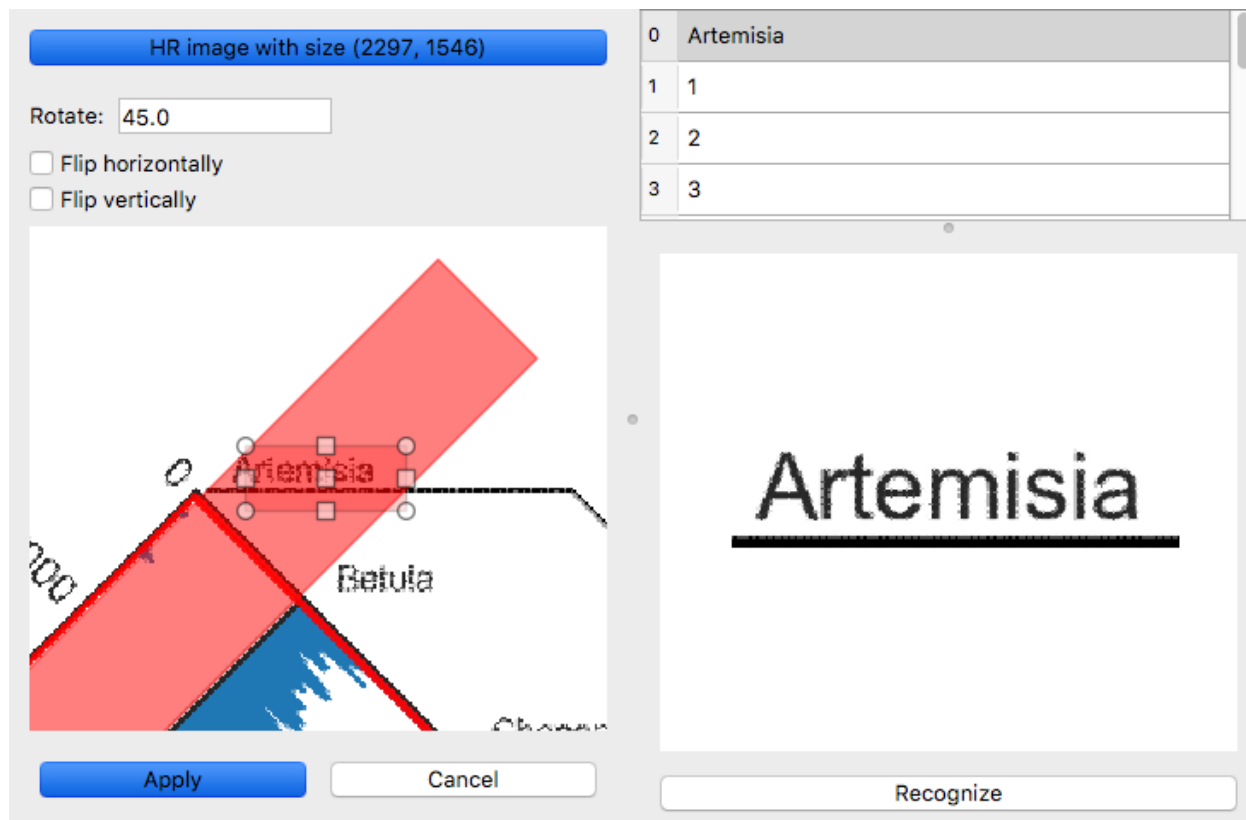 HR image with size (2297, 1546)
Rotate: 45.0
Flip horizontally
Flip vertically
0
Artemisia
Betula
Apply
Cancel
0 Artemisia
1 1
2 2
3 3
Artemisia
Recognize